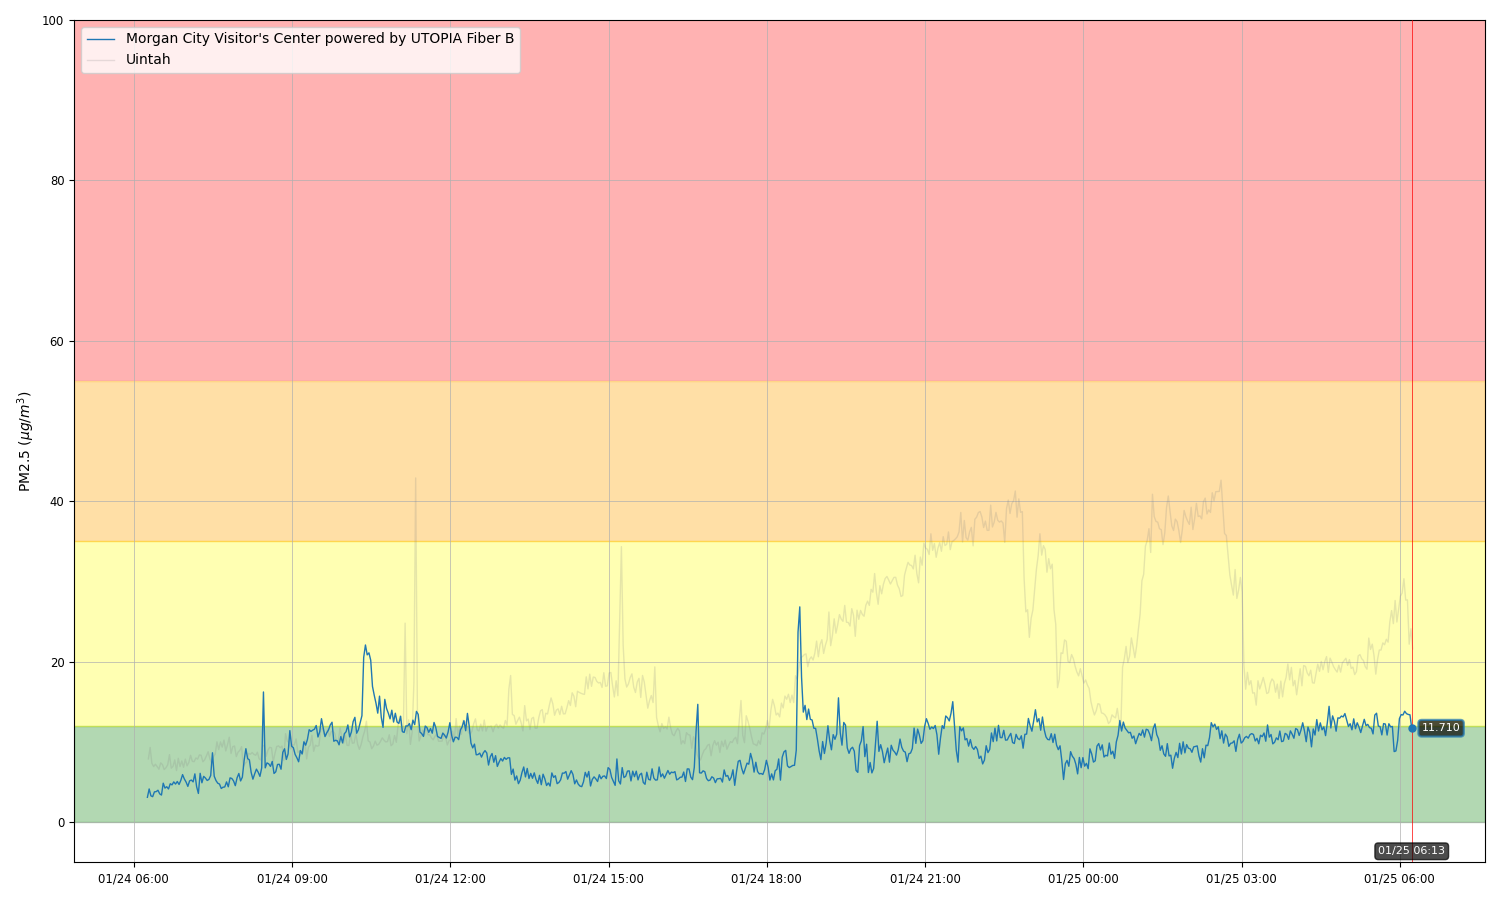 100
Morgan City Visitor's Center powered by UTOPIA Fiber B
Uintah
80
60
40
20
0
PM2.5 (μg/m³)
11.710
01/25 06:13
01/24 06:00 01/24 09:00 01/24 12:00 01/24 15:00 01/24 18:00 01/24 21:00 01/25 00:00 01/25 03:00 01/25 06:00